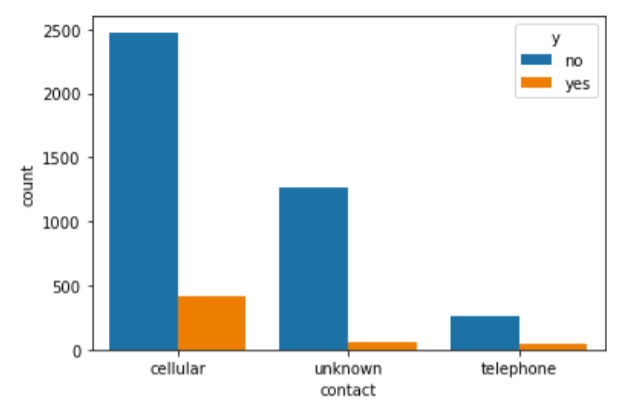 2500
2000
1500
1000
500
0
count
y
no
yes
cellular unknown telephone
contact